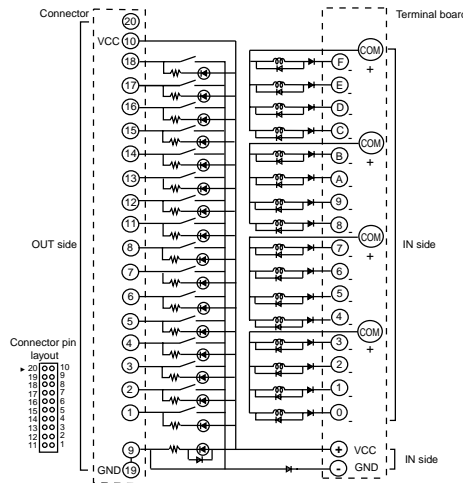 Connector
Terminal board
20
VCC 10
COM
+
18
F -
17
E -
16
D -
15
C -
COM
+
14
B -
13
A -
12
9 -
11
8 -
COM
+
OUT side
IN side
8
7 -
7
6 -
6
5 -
5
4 -
COM
+
4
3 -
3
2 -
2
1 -
1
0 -
Connector pin
layout
20 10
19 9
18 8
17 7
16 6
15 5
14 4
13 3
12 2
11 1
9
+ VCC
IN side
GND 19
- GND